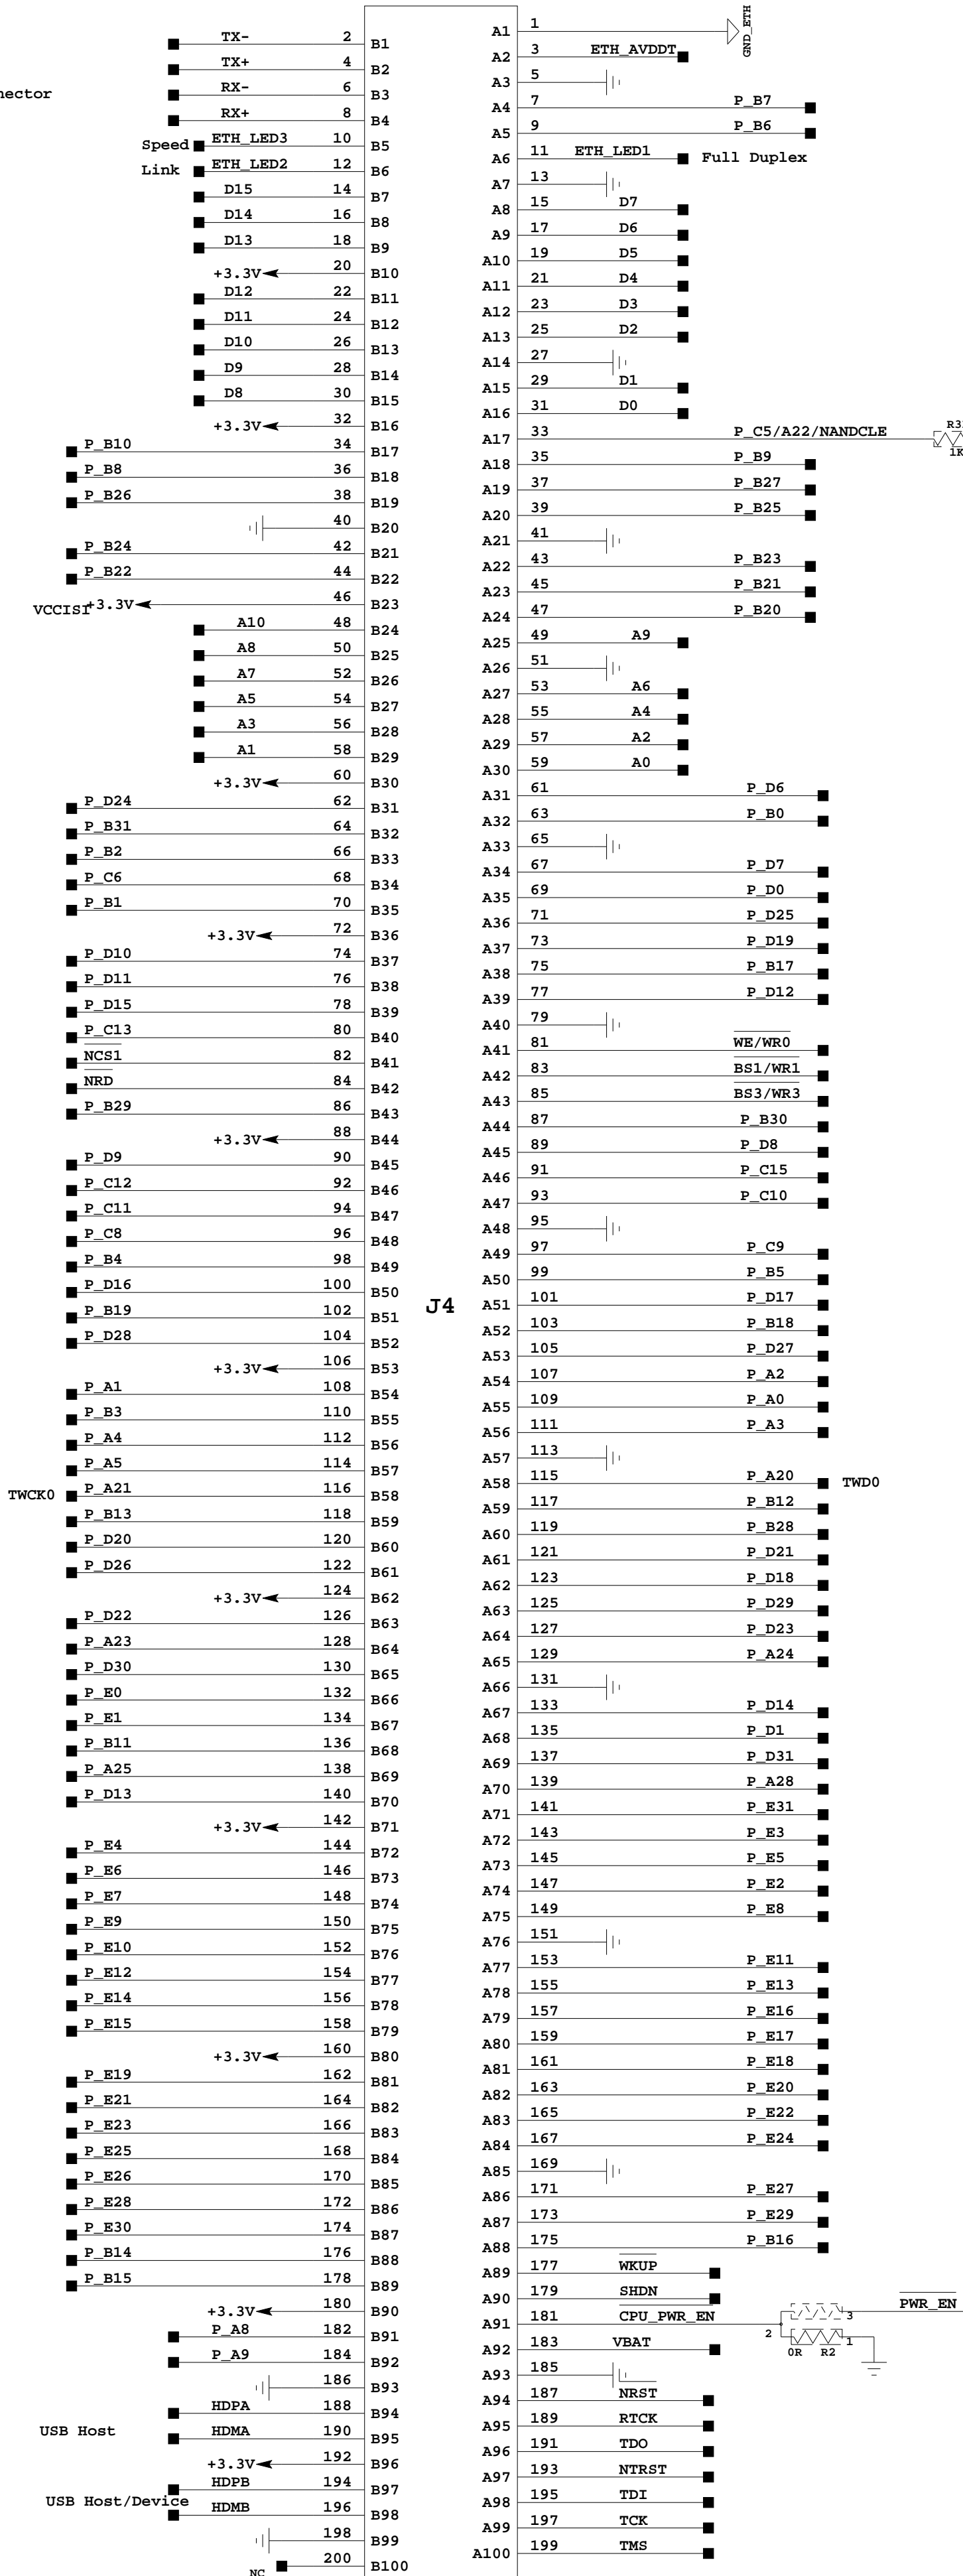 nector
J4
TX- 2 B1
TX+ 4 B2
RX- 6 B3
RX+ 8 B4
Speed ETH_LED3 10 B5
Link ETH_LED2 12 B6
D15 14 B7
D14 16 B8
D13 18 B9
+3.3V 20 B10
D12 22 B11
D11 24 B12
D10 26 B13
D9 28 B14
D8 30 B15
+3.3V 32 B16
P_B10 34 B17
P_B8 36 B18
P_B26 38 B19
40 B20
P_B24 42 B21
P_B22 44 B22
VCCISI +3.3V 46 B23
A10 48 B24
A8 50 B25
A7 52 B26
A5 54 B27
A3 56 B28
A1 58 B29
+3.3V 60 B30
P_D24 62 B31
P_B31 64 B32
P_B2 66 B33
P_C6 68 B34
P_B1 70 B35
+3.3V 72 B36
P_D10 74 B37
P_D11 76 B38
P_D15 78 B39
P_C13 80 B40
NCS1 82 B41
NRD 84 B42
P_B29 86 B43
+3.3V 88 B44
P_D9 90 B45
P_C12 92 B46
P_C11 94 B47
P_C8 96 B48
P_B4 98 B49
P_D16 100 B50
P_B19 102 B51
P_D28 104 B52
+3.3V 106 B53
P_A1 108 B54
P_B3 110 B55
P_A4 112 B56
P_A5 114 B57
TWCK0 P_A21 116 B58
P_B13 118 B59
P_D20 120 B60
P_D26 122 B61
+3.3V 124 B62
P_D22 126 B63
P_A23 128 B64
P_D30 130 B65
P_E0 132 B66
P_E1 134 B67
P_B11 136 B68
P_A25 138 B69
P_D13 140 B70
+3.3V 142 B71
P_E4 144 B72
P_E6 146 B73
P_E7 148 B74
P_E9 150 B75
P_E10 152 B76
P_E12 154 B77
P_E14 156 B78
P_E15 158 B79
+3.3V 160 B80
P_E19 162 B81
P_E21 164 B82
P_E23 166 B83
P_E25 168 B84
P_E26 170 B85
P_E28 172 B86
P_E30 174 B87
P_B14 176 B88
P_B15 178 B89
+3.3V 180 B90
P_A8 182 B91
P_A9 184 B92
186 B93
HDPA 188 B94
USB Host
HDMA 190 B95
+3.3V 192 B96
HDPB 194 B97
USB Host/Device
HDMB 196 B98
198 B99
NC 200 B100
A1 1 GND_ETH
A2 3 ETH_AVDDT
A3 5
A4 7 P_B7
A5 9 P_B6
A6 11 ETH_LED1 Full Duplex
A7 13
A8 15 D7
A9 17 D6
A10 19 D5
A11 21 D4
A12 23 D3
A13 25 D2
A14 27
A15 29 D1
A16 31 D0
A17 33 P_C5/A22/NANDCLE R3 1K
A18 35 P_B9
A19 37 P_B27
A20 39 P_B25
A21 41
A22 43 P_B23
A23 45 P_B21
A24 47 P_B20
A25 49 A9
A26 51
A27 53 A6
A28 55 A4
A29 57 A2
A30 59 A0
A31 61 P_D6
A32 63 P_B0
A33 65
A34 67 P_D7
A35 69 P_D0
A36 71 P_D25
A37 73 P_D19
A38 75 P_B17
A39 77 P_D12
A40 79
A41 81 WE/WR0
A42 83 BS1/WR1
A43 85 BS3/WR3
A44 87 P_B30
A45 89 P_D8
A46 91 P_C15
A47 93 P_C10
A48 95
A49 97 P_C9
A50 99 P_B5
A51 101 P_D17
A52 103 P_B18
A53 105 P_D27
A54 107 P_A2
A55 109 P_A0
A56 111 P_A3
A57 113
A58 115 P_A20 TWD0
A59 117 P_B12
A60 119 P_B28
A61 121 P_D21
A62 123 P_D18
A63 125 P_D29
A64 127 P_D23
A65 129 P_A24
A66 131
A67 133 P_D14
A68 135 P_D1
A69 137 P_D31
A70 139 P_A28
A71 141 P_E31
A72 143 P_E3
A73 145 P_E5
A74 147 P_E2
A75 149 P_E8
A76 151
A77 153 P_E11
A78 155 P_E13
A79 157 P_E16
A80 159 P_E17
A81 161 P_E18
A82 163 P_E20
A83 165 P_E22
A84 167 P_E24
A85 169
A86 171 P_E27
A87 173 P_E29
A88 175 P_B16
A89 177 WKUP
A90 179 SHDN
A91 181 CPU_PWR_EN 2 3 PWR_EN
0R R2 1
A92 183 VBAT
A93 185
A94 187 NRST
A95 189 RTCK
A96 191 TDO
A97 193 NTRST
A98 195 TDI
A99 197 TCK
A100 199 TMS